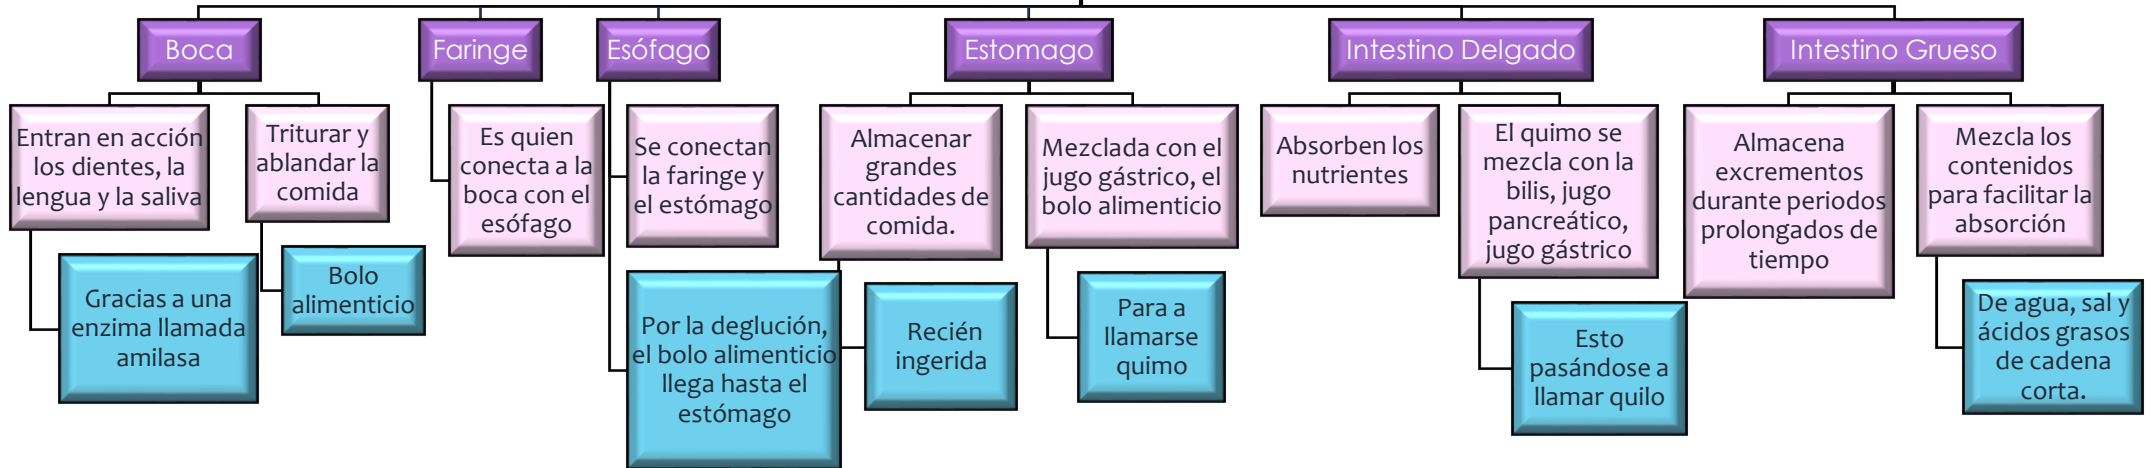 Boca
Faringe
Esófago
Estomago
Intestino Delgado
Intestino Grueso
Entran en acción
los dientes, la
lengua y la saliva
Triturar y
ablandar la
comida
Es quien
conecta a la
boca con el
esófago
Se conectan
la faringe y
el estómago
Almacenar
grandes
cantidades de
comida.
Mezclada con el
jugo gástrico, el
bolo alimenticio
Absorben los
nutrientes
El quimo se
mezcla con la
bilis, jugo
pancreático,
jugo gástrico
Almacena
excrementos
durante periodos
prolongados de
tiempo
Mezcla los
contenidos
para facilitar la
absorción
Gracias a una
enzima llamada
amilasa
Bolo
alimenticio
Por la deglución,
el bolo alimenticio
llega hasta el
estómago
Recién
ingerida
Para a
llamarse
quimo
Esto
pasándose a
llamar quilo
De agua, sal y
ácidos grasos
de cadena
corta.